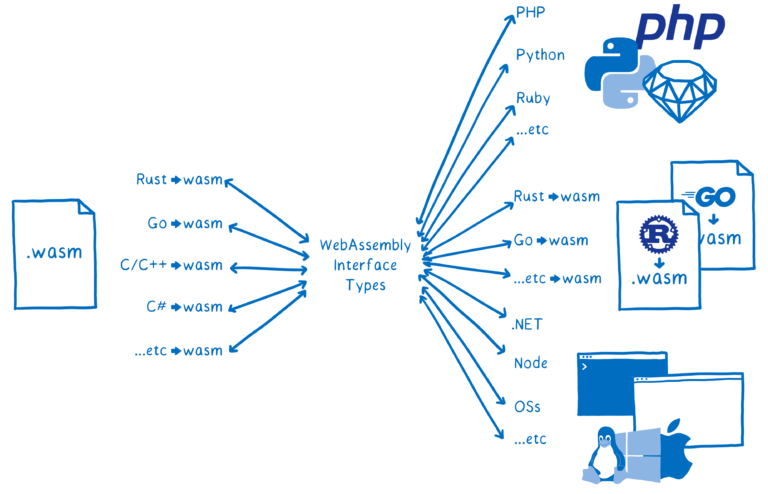 .wasm
Rust ➡ wasm
Go ➡ wasm
C/C++ ➡ wasm
C# ➡ wasm
...etc ➡ wasm
WebAssembly
Interface
Types
PHP
Python
Ruby
...etc
Rust ➡ wasm
Go ➡ wasm
...etc ➡ wasm
.NET
Node
OSs
...etc
php
GO
wasm
R
.wasm
>